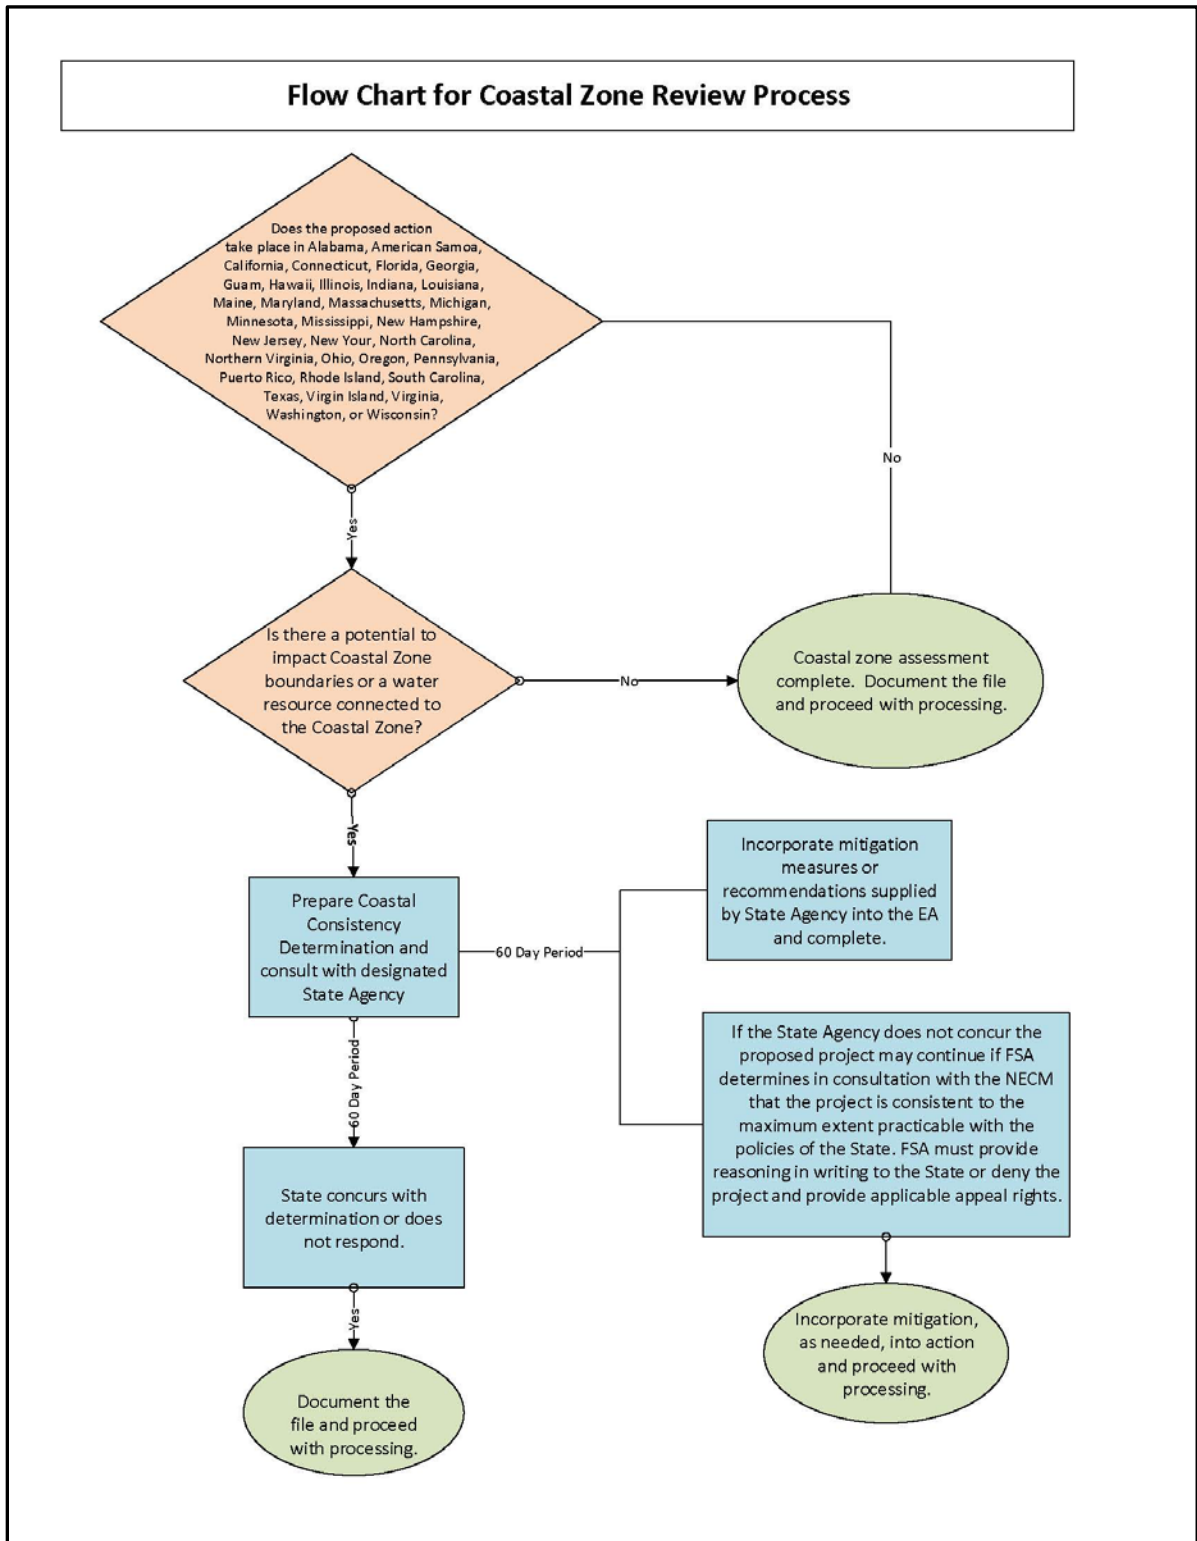 Flow Chart for Coastal Zone Review Process
Does the proposed action
take place in Alabama, American Samoa,
California, Connecticut, Florida, Georgia,
Guam, Hawaii, Illinois, Indiana, Louisiana,
Maine, Maryland, Massachusetts, Michigan,
Minnesota, Mississippi, New Hampshire,
New Jersey, New Your, North Carolina,
Northern Virginia, Ohio, Oregon, Pennsylvania,
Puerto Rico, Rhode Island, South Carolina,
Texas, Virgin Island, Virginia,
Washington, or Wisconsin?
No
Yes
Is there a potential to
impact Coastal Zone
boundaries or a water
resource connected to
the Coastal Zone?
No
Coastal zone assessment
complete. Document the file
and proceed with processing.
Yes
Prepare Coastal
Consistency
Determination and
consult with designated
State Agency
60 Day Period
Incorporate mitigation
measures or
recommendations supplied
by State Agency into the EA
and complete.
If the State Agency does not concur the
proposed project may continue if FSA
determines in consultation with the NECM
that the project is consistent to the
maximum extent practicable with the
policies of the State. FSA must provide
reasoning in writing to the State or deny the
project and provide applicable appeal rights.
60 Day Period
State concurs with
determination or does
not respond.
Yes
Document the
file and proceed
with processing.
Incorporate mitigation,
as needed, into action
and proceed with
processing.